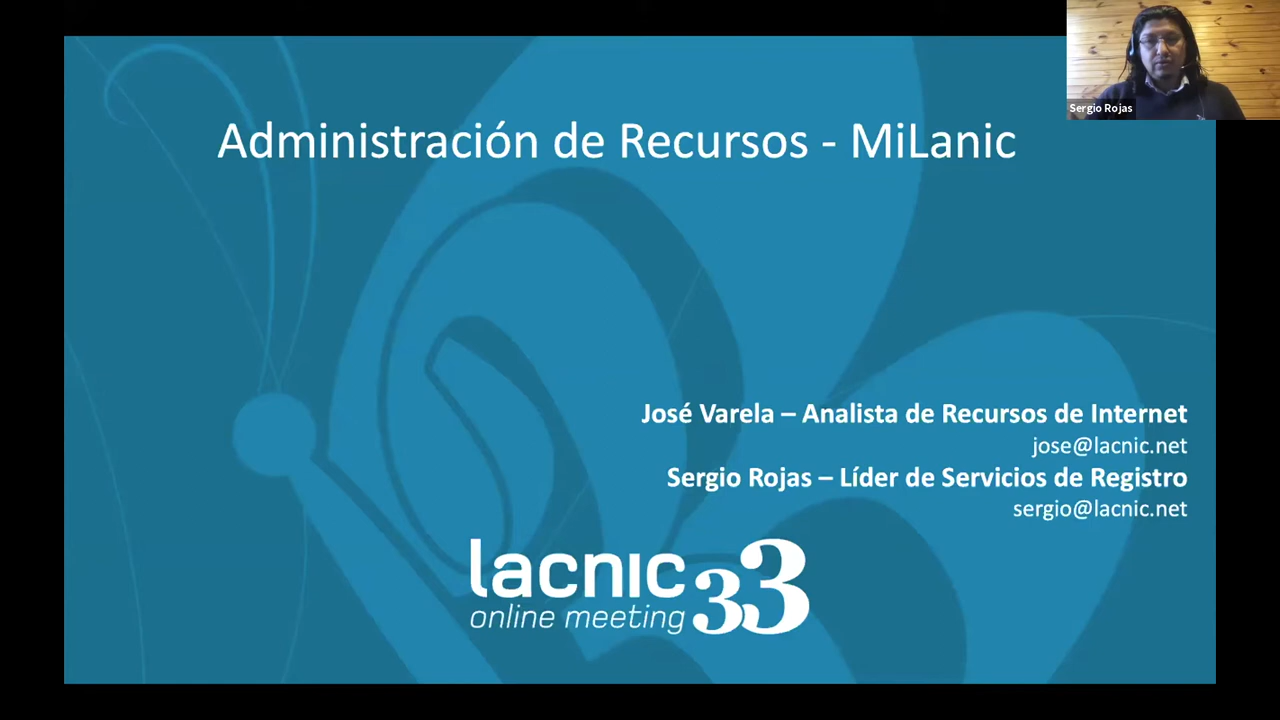 Sergio Rojas
Administración de Recursos - MiLanic
José Varela – Analista de Recursos de Internet
jose@lacnic.net
Sergio Rojas – Líder de Servicios de Registro
sergio@lacnic.net
lacnic 33
online meeting